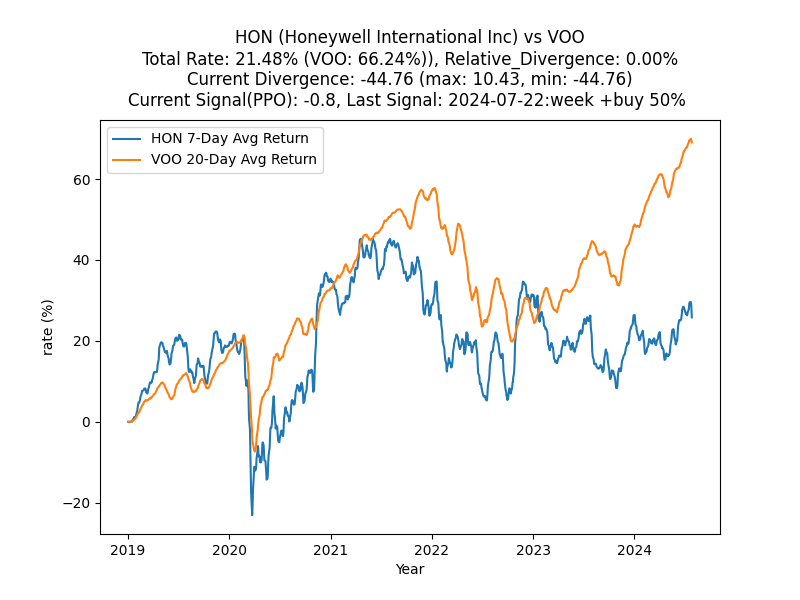 HON (Honeywell International Inc) vs VOO
Total Rate: 21.48% (VOO: 66.24%)), Relative_Divergence: 0.00%
Current Divergence: -44.76 (max: 10.43, min: -44.76)
Current Signal(PPO): -0.8, Last Signal: 2024-07-22:week +buy 50%
HON 7-Day Avg Return
VOO 20-Day Avg Return
60
40
20
0
−20
rate (%)
2019 2020 2021 2022 2023 2024
Year